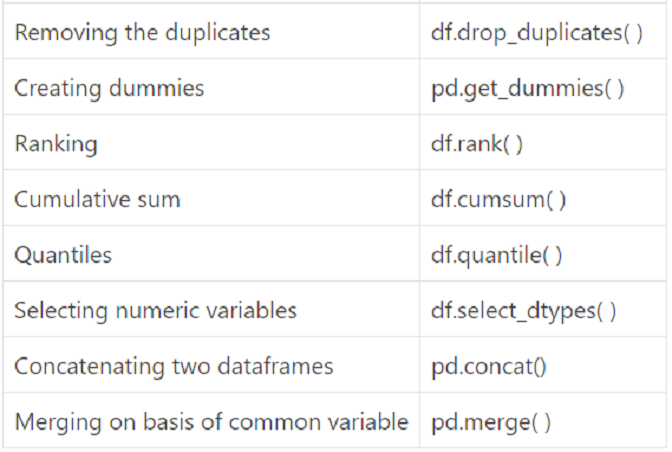 Removing the duplicates df.drop_duplicates( )
Creating dummies pd.get_dummies( )
Ranking df.rank( )
Cumulative sum df.cumsum( )
Quantiles df.quantile( )
Selecting numeric variables df.select_dtypes( )
Concatenating two dataframes pd.concat()
Merging on basis of common variable pd.merge( )